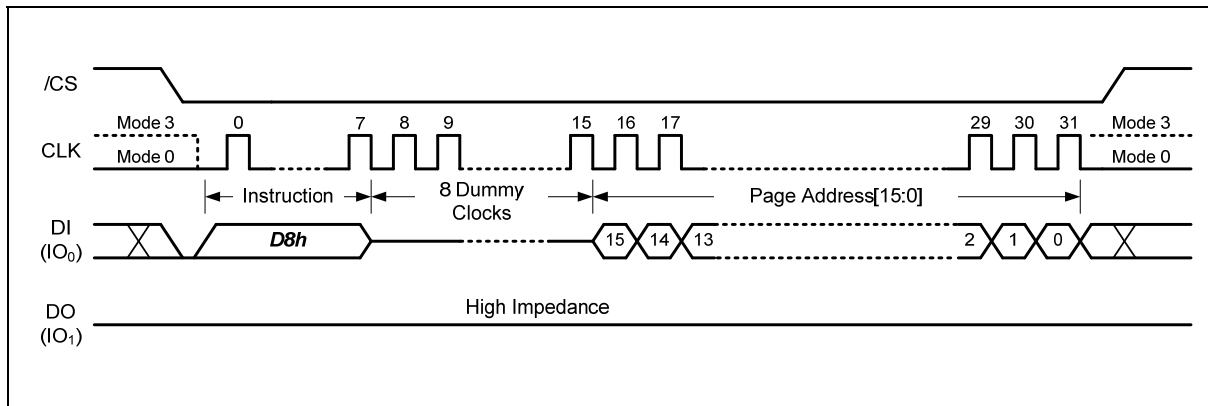 /CS
Mode 3 0 7 8 9 15 16 17 29 30 31 Mode 3
CLK
Mode 0 Mode 0
Instruction 8 Dummy Clocks Page Address[15:0]
DI
(IO0)
D8h 15 14 13 2 1 0
High Impedance
DO
(IO1)